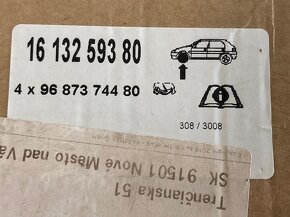 16 132 593 80
4 x 96 873 744 80
308 / 3008
Trenčianska 51
SK 91501 Nové Mesto nad Vá